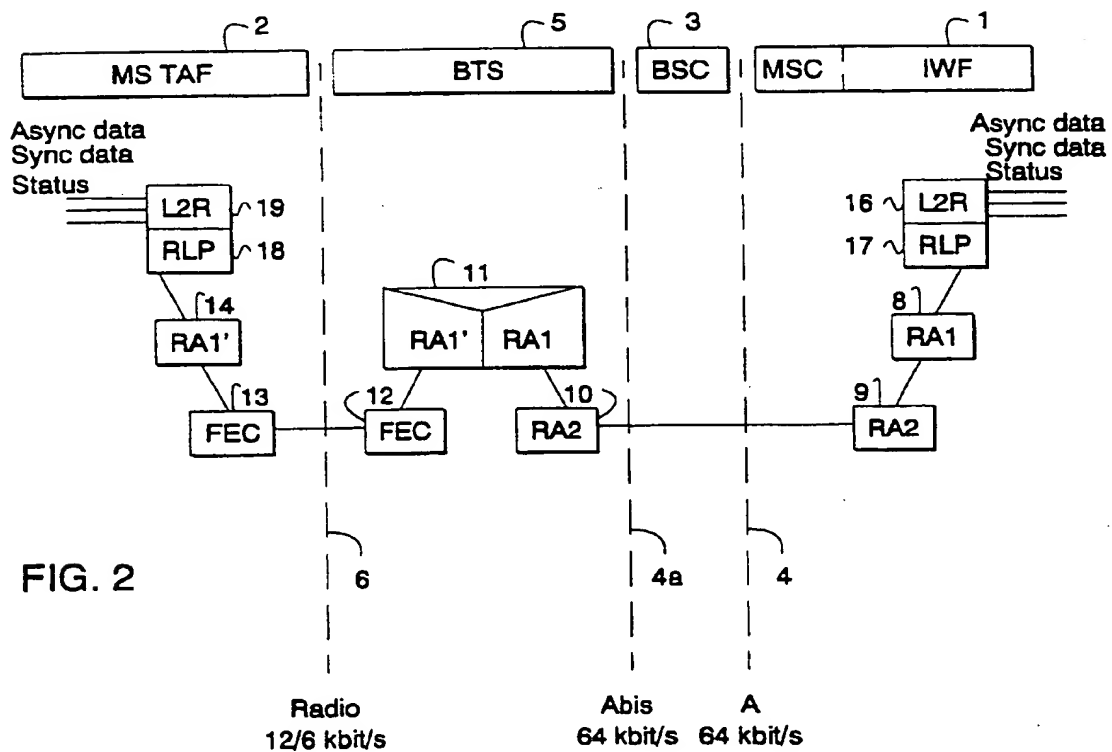 2 5 3 1
MS TAF BTS BSC MSC IWF
Async data
Sync data
Status
Async data
Sync data
Status
L2R 19
RLP 18
16 L2R
17 RLP
11
14
RA1'
RA1' RA1
8
RA1
13
FEC
12
FEC
10
RA2
9
RA2
FIG. 2
6 4a 4
Radio
12/6 kbit/s
Abis
64 kbit/s
A
64 kbit/s